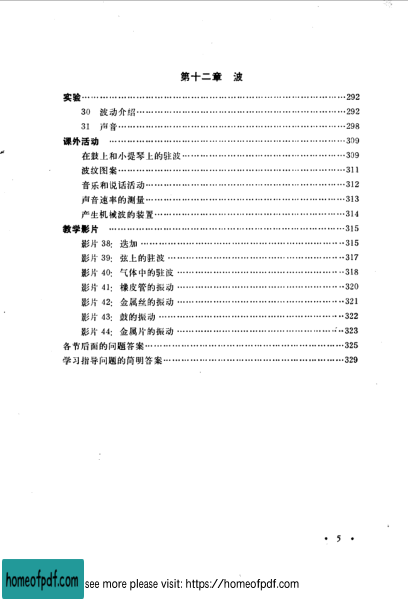 第十二章 波
实验……292
30 波动介绍……292
31 声音……298
课外活动……309
在鼓上和小提琴上的驻波……309
波纹图案……311
音乐和说话活动……312
声音速率的测量……313
产生机械波的装置……314
教学影片……315
影片 38: 迭加……315
影片 39: 弦上的驻波……317
影片 40: 气体中的驻波……318
影片 41: 橡皮管的振动……320
影片 42: 金属丝的振动……321
影片 43: 鼓的振动……322
影片 44: 金属片的振动……323
各节后面的问题答案……325
学习指导问题的简明答案……329
• 5 •
homeofpdf.com see more please visit: https://homeofpdf.com